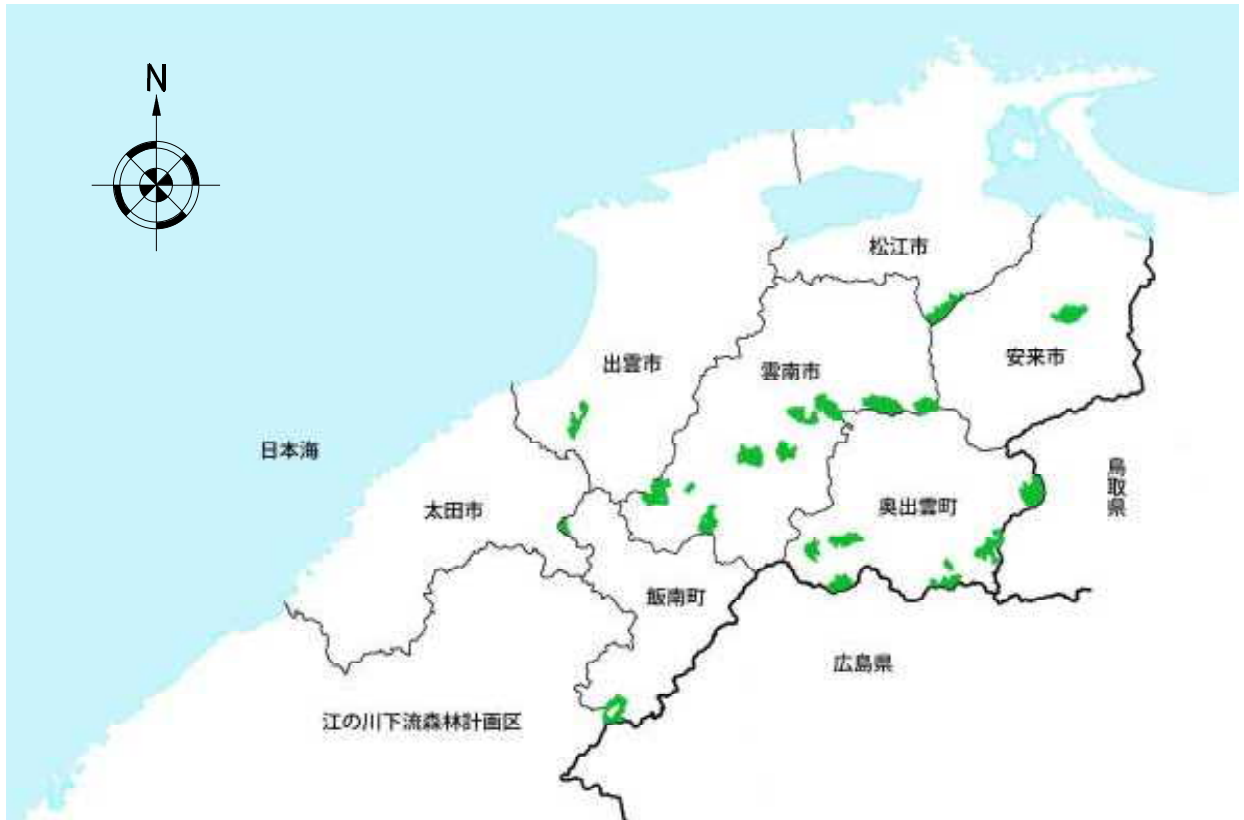 N
松江市
出雲市
雲南市
安来市
日本海
鳥取県
太田市
奥出雲町
飯南町
広島県
江の川下流森林計画区